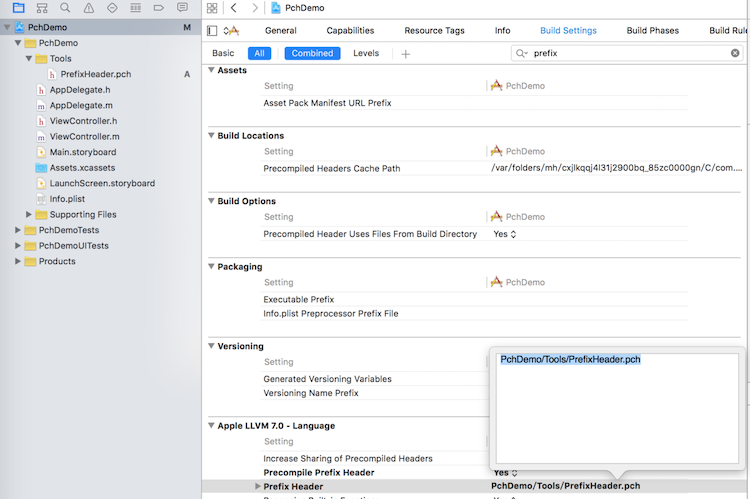 PchDemo M
PchDemo
Tools
PrefixHeader.pch A
AppDelegate.h
AppDelegate.m
ViewController.h
ViewController.m
Main.storyboard
Assets.xcassets
LaunchScreen.storyboard
Info.plist
Supporting Files
PchDemoTests
PchDemoUITests
Products
PchDemo
General Capabilities Resource Tags Info Build Settings Build Phases Build Rule
Basic All Combined Levels + prefix
Assets
Setting PchDemo
Asset Pack Manifest URL Prefix
Build Locations
Setting PchDemo
Precompiled Headers Cache Path /var/folders/mh/cxjlkqqj4l31j2900bq_85zc0000gn/C/com....
Build Options
Setting PchDemo
Precompiled Header Uses Files From Build Directory Yes
Packaging
Setting PchDemo
Executable Prefix
Info.plist Preprocessor Prefix File
Versioning
Setting
Generated Versioning Variables
Versioning Name Prefix
PchDemo/Tools/PrefixHeader.pch
Apple LLVM 7.0 - Language
Setting
Increase Sharing of Precompiled Headers
Precompile Prefix Header Yes
Prefix Header PchDemo/Tools/PrefixHeader.pch